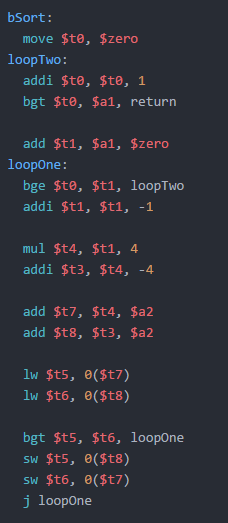 bSort:
move $t0, $zero
loopTwo:
addi $t0, $t0, 1
bgt $t0, $a1, return
add $t1, $a1, $zero
loopOne:
bge $t0, $t1, loopTwo
addi $t1, $t1, -1
mul $t4, $t1, 4
addi $t3, $t4, -4
add $t7, $t4, $a2
add $t8, $t3, $a2
lw $t5, 0($t7)
lw $t6, 0($t8)
bgt $t5, $t6, loopOne
sw $t5, 0($t8)
sw $t6, 0($t7)
j loopOne